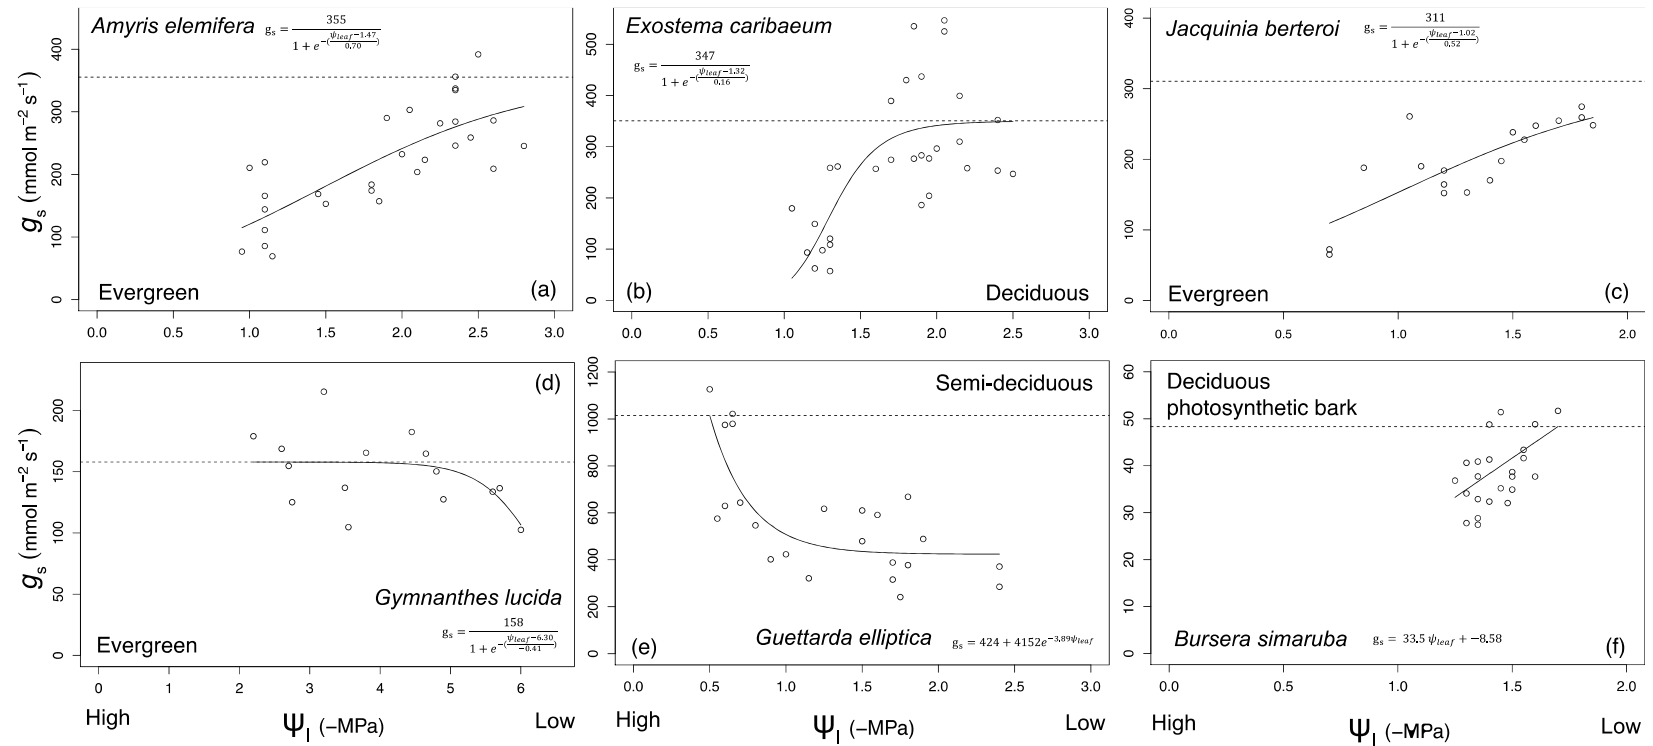 Amyris elemifera g_s = 355 / (1 + e^−((ψ_leaf−1.47)/0.70))
g_s (mmol m⁻² s⁻¹)
0 100 200 300 400
Evergreen (a)
0.0 0.5 1.0 1.5 2.0 2.5 3.0
Exostema caribaeum
g_s = 347 / (1 + e^−((ψ_leaf−1.32)/0.16))
0 100 200 300 400 500
(b) Deciduous
0.0 0.5 1.0 1.5 2.0 2.5 3.0
Jacquinia berteroi g_s = 311 / (1 + e^−((ψ_leaf−1.02)/0.52))
0 100 200 300 400
Evergreen (c)
0.0 0.5 1.0 1.5 2.0
(d)
g_s (mmol m⁻² s⁻¹)
0 50 100 150 200
Gymnanthes lucida
g_s = 158 / (1 + e^−((ψ_leaf−6.30)/−0.41))
Evergreen
0 1 2 3 4 5 6
High Ψ_l (−MPa) Low
Semi-deciduous
0 200 400 600 800 1000 1200
(e) Guettarda elliptica g_s = 424 + 4152e^−3.89ψ_leaf
0.0 0.5 1.0 1.5 2.0 2.5 3.0
High Ψ_l (−MPa) Low
Deciduous
photosynthetic bark
0 10 20 30 40 50 60
Bursera simaruba g_s = 33.5 ψ_leaf + −8.58 (f)
0.0 0.5 1.0 1.5 2.0
High Ψ_l (−MPa) Low